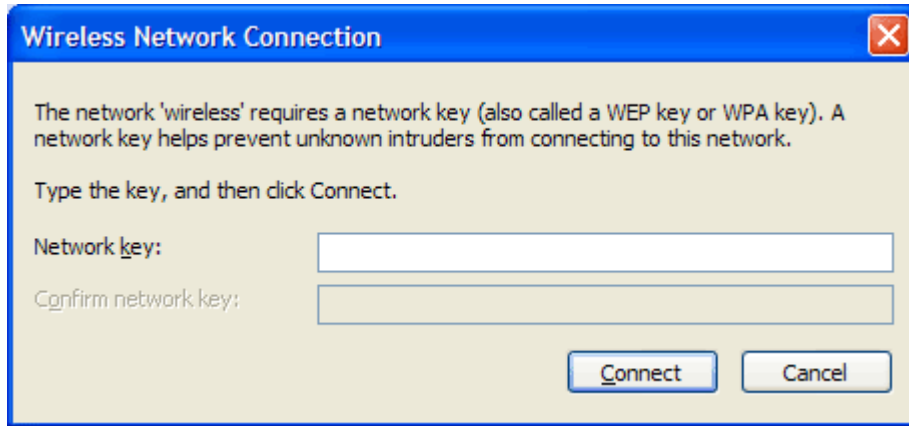 Wireless Network Connection
The network 'wireless' requires a network key (also called a WEP key or WPA key). A
network key helps prevent unknown intruders from connecting to this network.
Type the key, and then click Connect.
Network key:
Confirm network key:
Connect Cancel